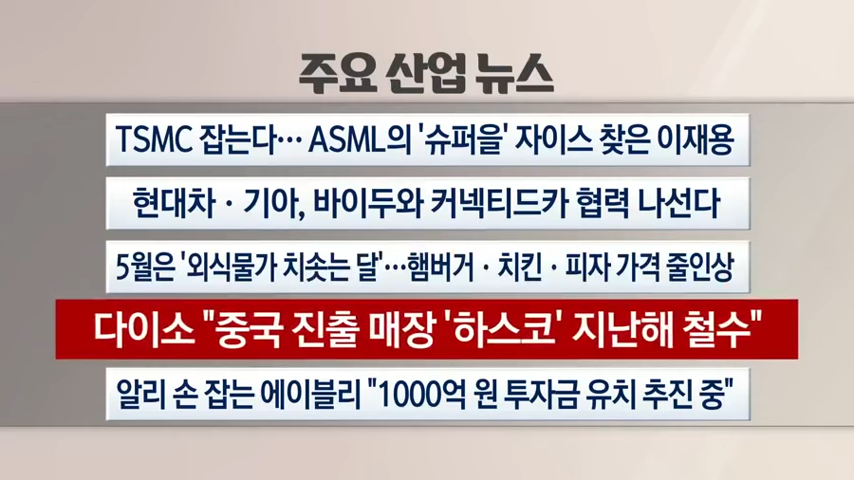 주요 산업 뉴스
TSMC 잡는다… ASML의 '슈퍼을' 자이스 찾은 이재용
현대차 · 기아, 바이두와 커넥티드카 협력 나선다
5월은 '외식물가 치솟는 달'…햄버거 · 치킨 · 피자 가격 줄인상
다이소 "중국 진출 매장 '하스코' 지난해 철수"
알리 손 잡는 에이블리 "1000억 원 투자금 유치 추진 중"